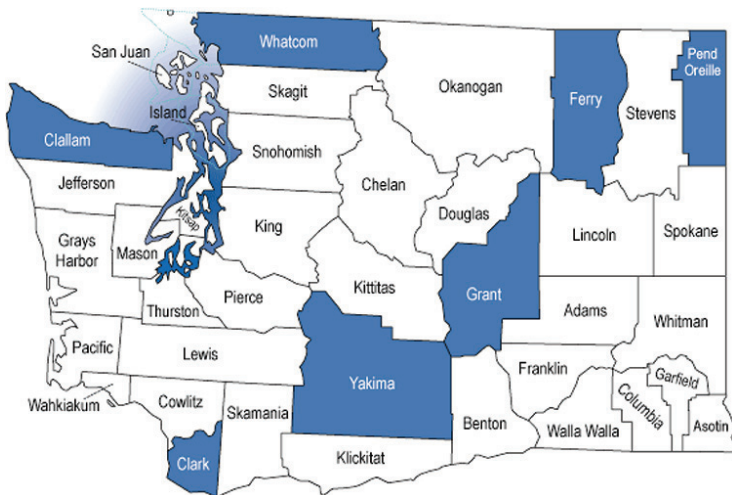 Whatcom
San Juan
Skagit
Okanogan
Ferry
Stevens
Pend
Oreille
Island
Clallam
Snohomish
Jefferson
Chelan
Douglas
Kitsap
King
Lincoln
Spokane
Grays
Harbor
Mason
Kittitas
Grant
Pierce
Thurston
Adams
Whitman
Pacific
Lewis
Yakima
Franklin
Garfield
Wahkiakum
Cowlitz
Skamania
Benton
Columbia
Walla Walla
Asotin
Clark
Klickitat